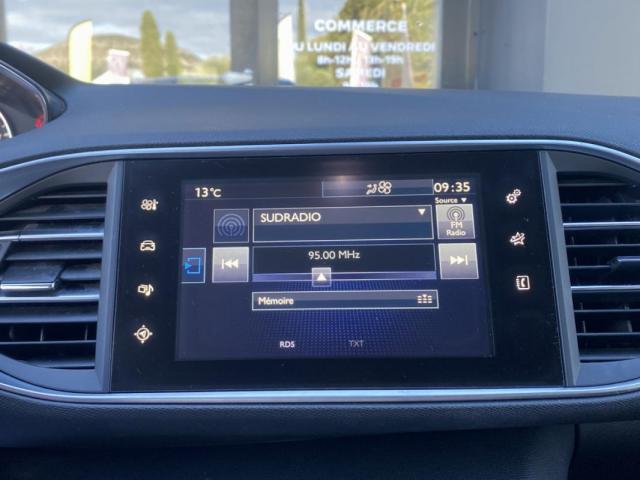 COMMERCE
DU LUNDI AU VENDREDI
8h-12h / 13h-19h
SAMEDI
13°C
09:35
Source ▼
SUDRADIO
FM
Radio
95.00 MHz
Mémoire
RDS
TXT